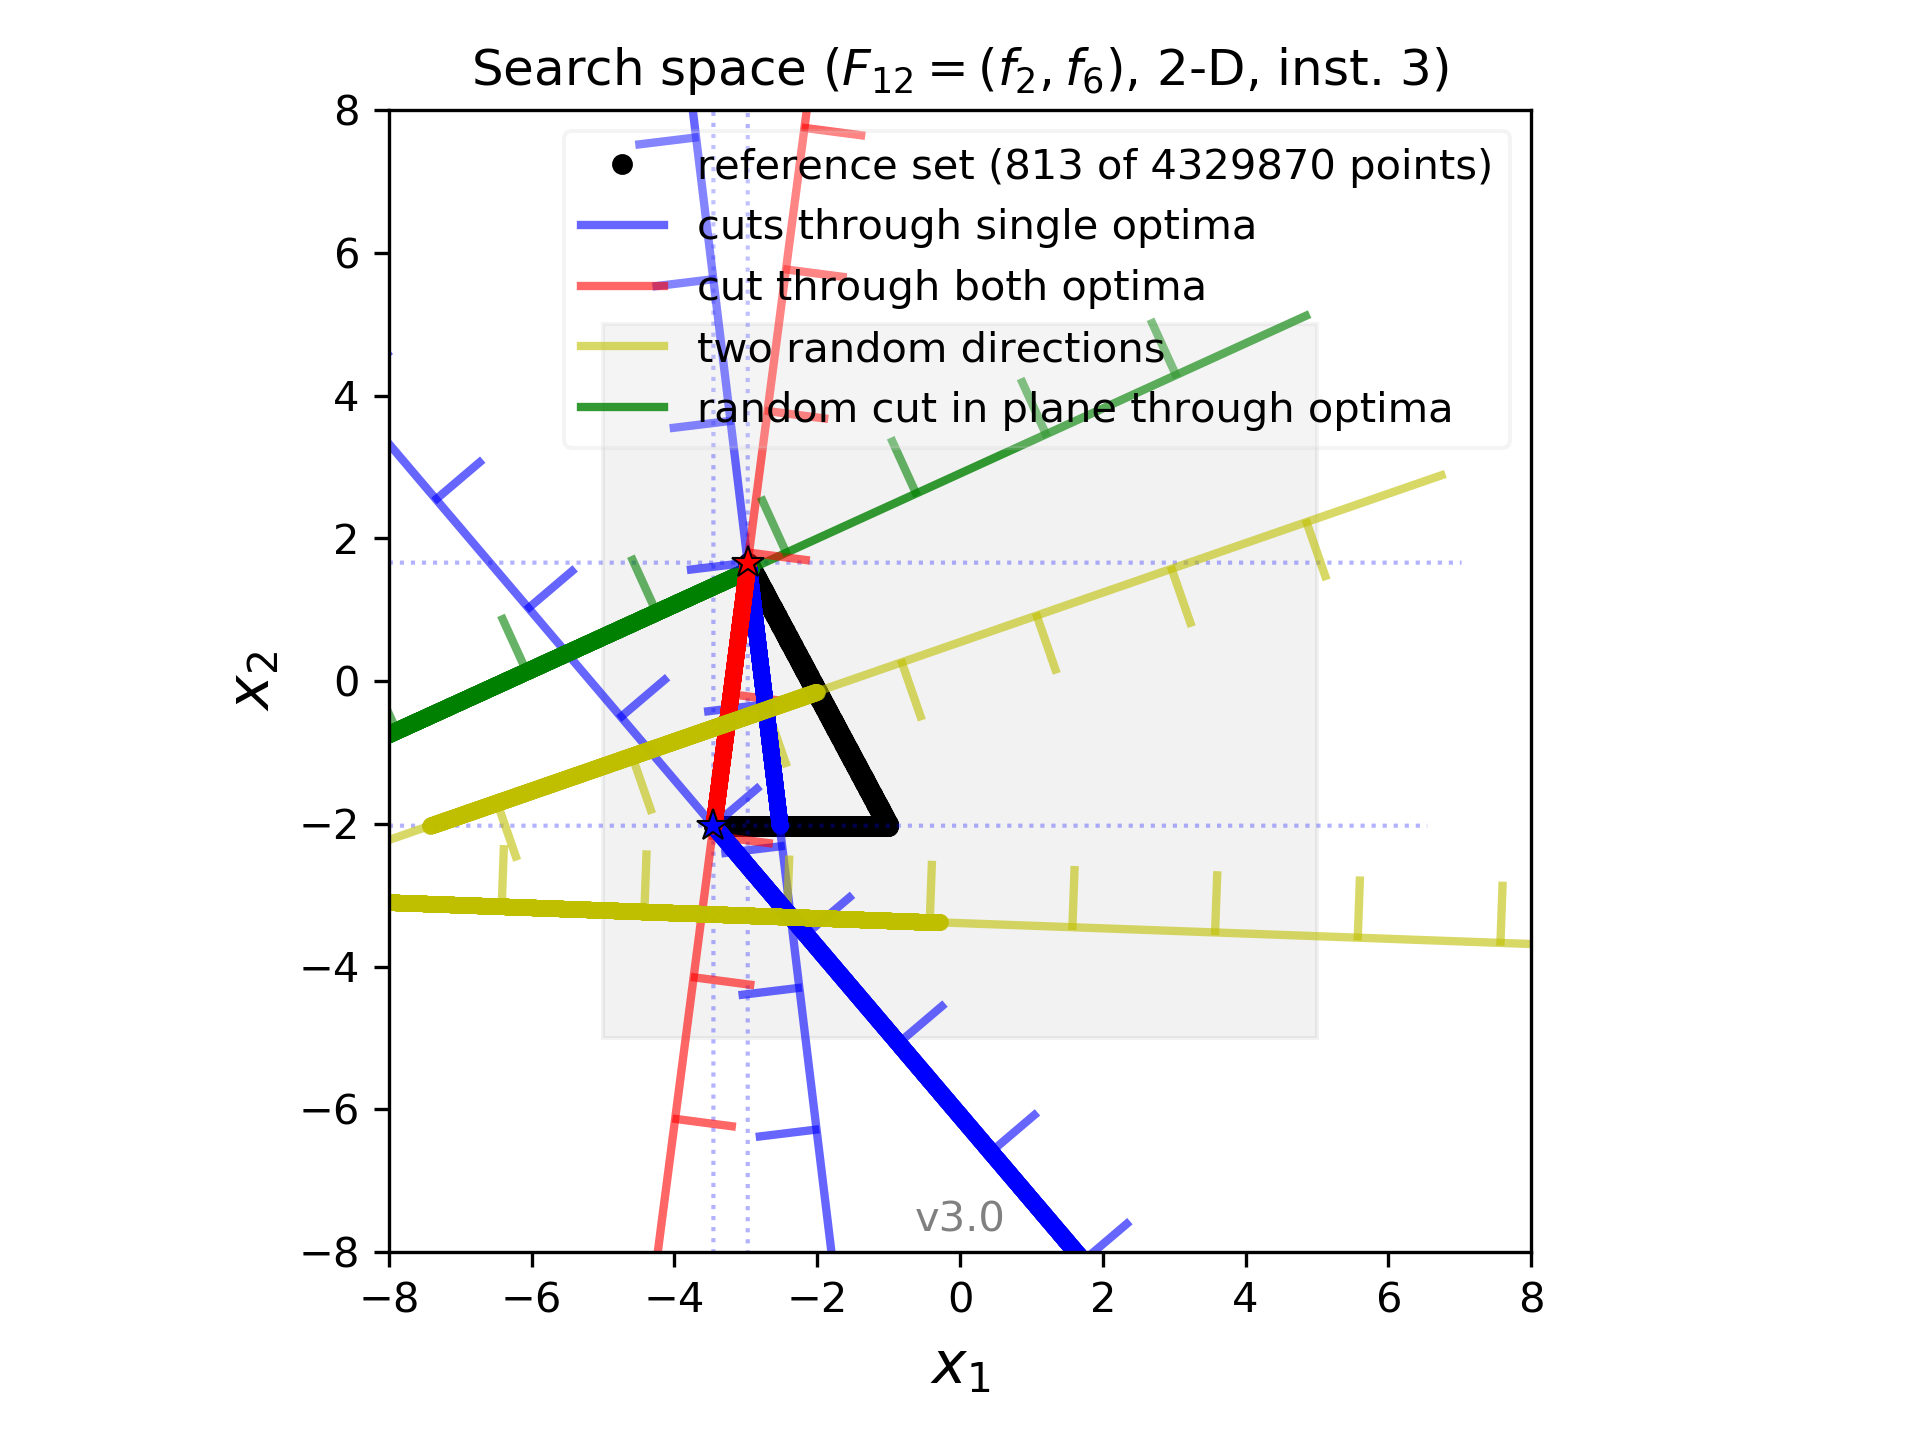 Search space (F12 = (f2, f6), 2-D, inst. 3)
reference set (813 of 4329870 points)
cuts through single optima
cut through both optima
two random directions
random cut in plane through optima
8
6
4
2
0
−2
−4
−6
−8
x2
v3.0
−8 −6 −4 −2 0 2 4 6 8
x1